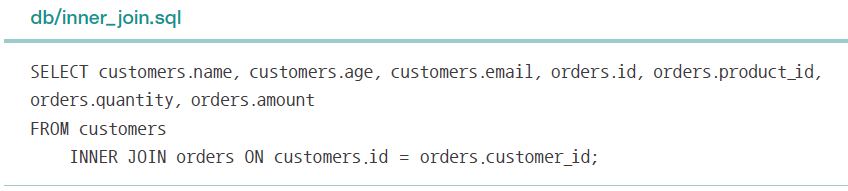 db/inner_join.sql
SELECT customers.name, customers.age, customers.email, orders.id, orders.product_id,
orders.quantity, orders.amount
FROM customers
    INNER JOIN orders ON customers.id = orders.customer_id;